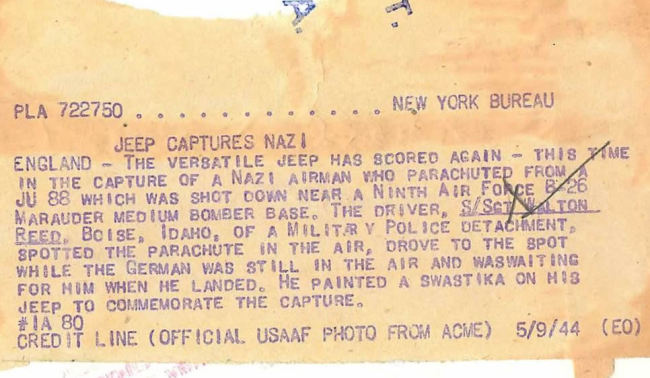 A. T.
PLA 722750 . . . . . . . . . . . . . . NEW YORK BUREAU
JEEP CAPTURES NAZI
ENGLAND - THE VERSATILE JEEP HAS SCORED AGAIN - THIS TIME
IN THE CAPTURE OF A NAZI AIRMAN WHO PARACHUTED FROM A
JU 88 WHICH WAS SHOT DOWN NEAR A NINTH AIR FORCE B-26
MARAUDER MEDIUM BOMBER BASE. THE DRIVER, S/SGT WALTON
REED, BOISE, IDAHO, OF A MILITARY POLICE DETACHMENT,
SPOTTED THE PARACHUTE IN THE AIR, DROVE TO THE SPOT
WHILE THE GERMAN WAS STILL IN THE AIR AND WASWAITING
FOR HIM WHEN HE LANDED. HE PAINTED A SWASTIKA ON HIS
JEEP TO COMMEMORATE THE CAPTURE.
#IA 80
CREDIT LINE (OFFICIAL USAAF PHOTO FROM ACME) 5/9/44 (EO)